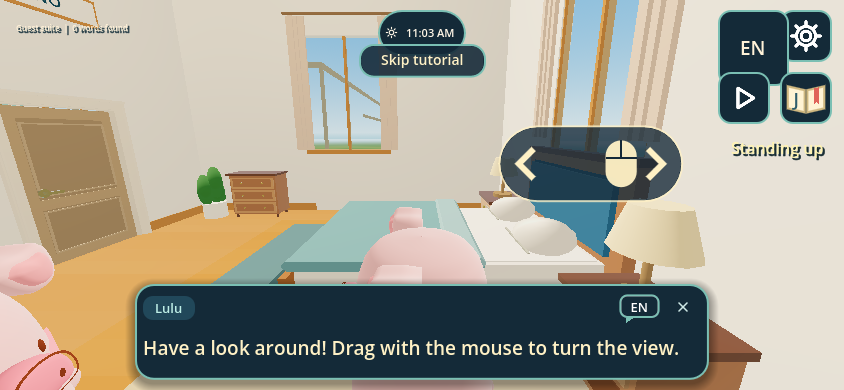 Guest suite | 0 words found
11:03 AM
Skip tutorial
EN
Standing up
Lulu
EN
Have a look around! Drag with the mouse to turn the view.